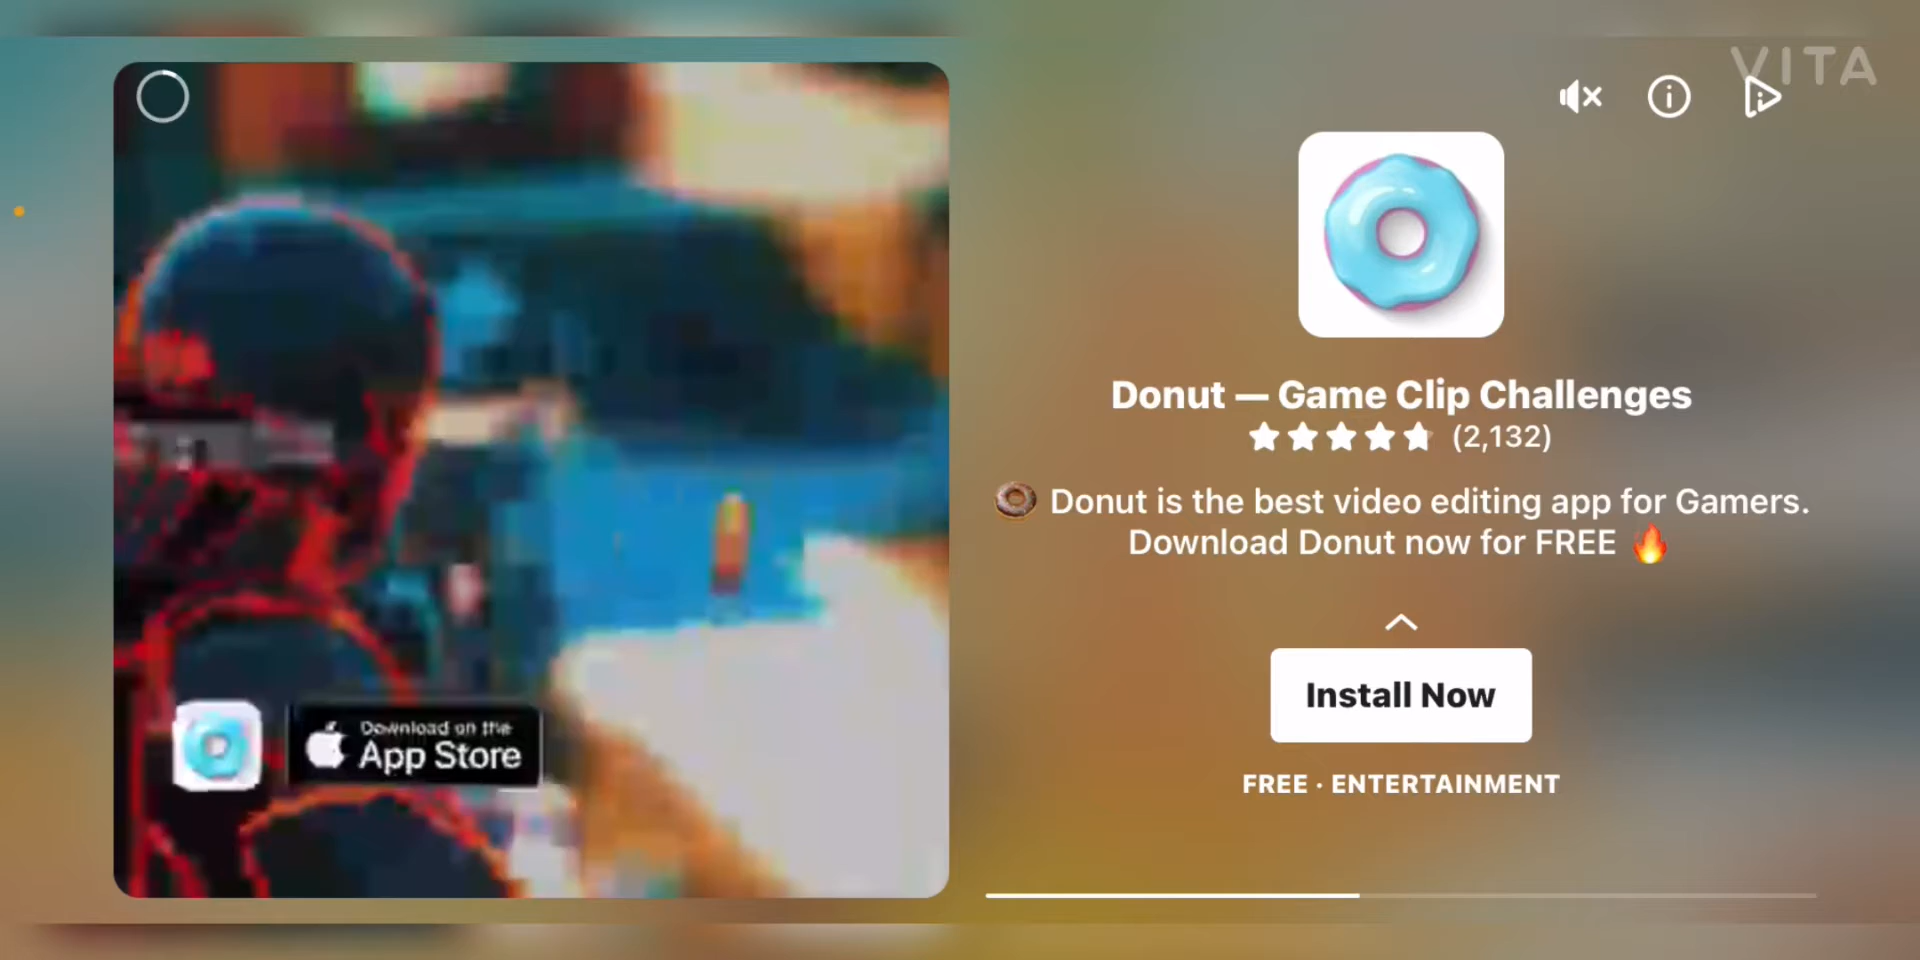 VITA
Donut — Game Clip Challenges
(2,132)
Donut is the best video editing app for Gamers.
Download Donut now for FREE 🔥
Install Now
FREE · ENTERTAINMENT
Download on the
App Store